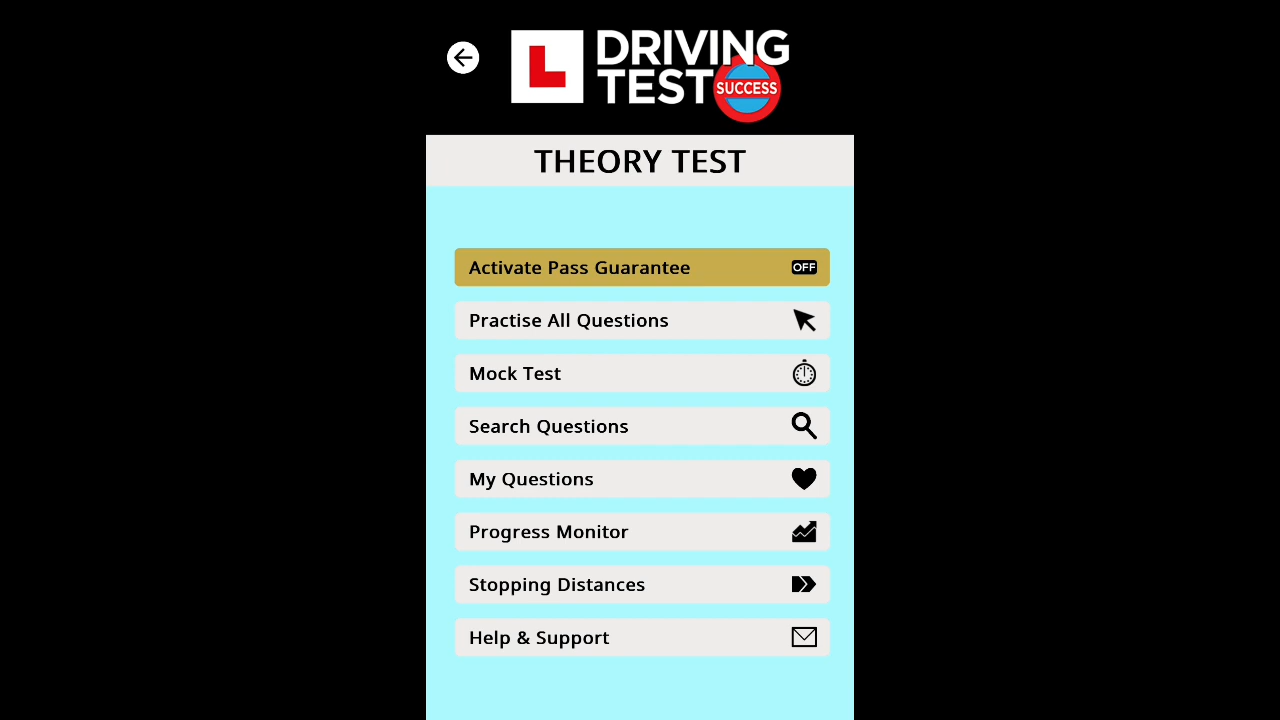 L DRIVING
TEST SUCCESS
THEORY TEST
Activate Pass Guarantee OFF
Practise All Questions
Mock Test
Search Questions
My Questions
Progress Monitor
Stopping Distances
Help & Support